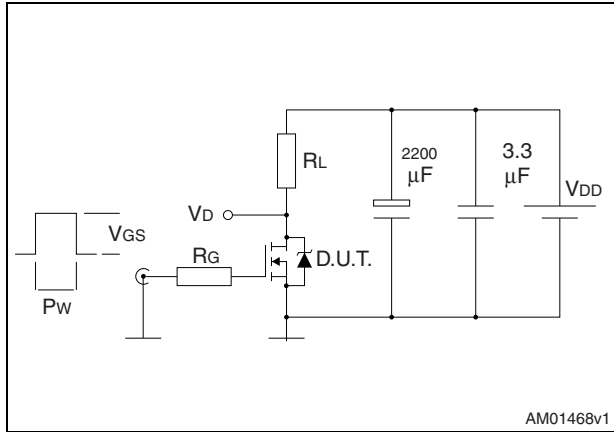 RL
2200
μF
3.3
μF
VDD
VD
VGS
RG
D.U.T.
PW
AM01468v1